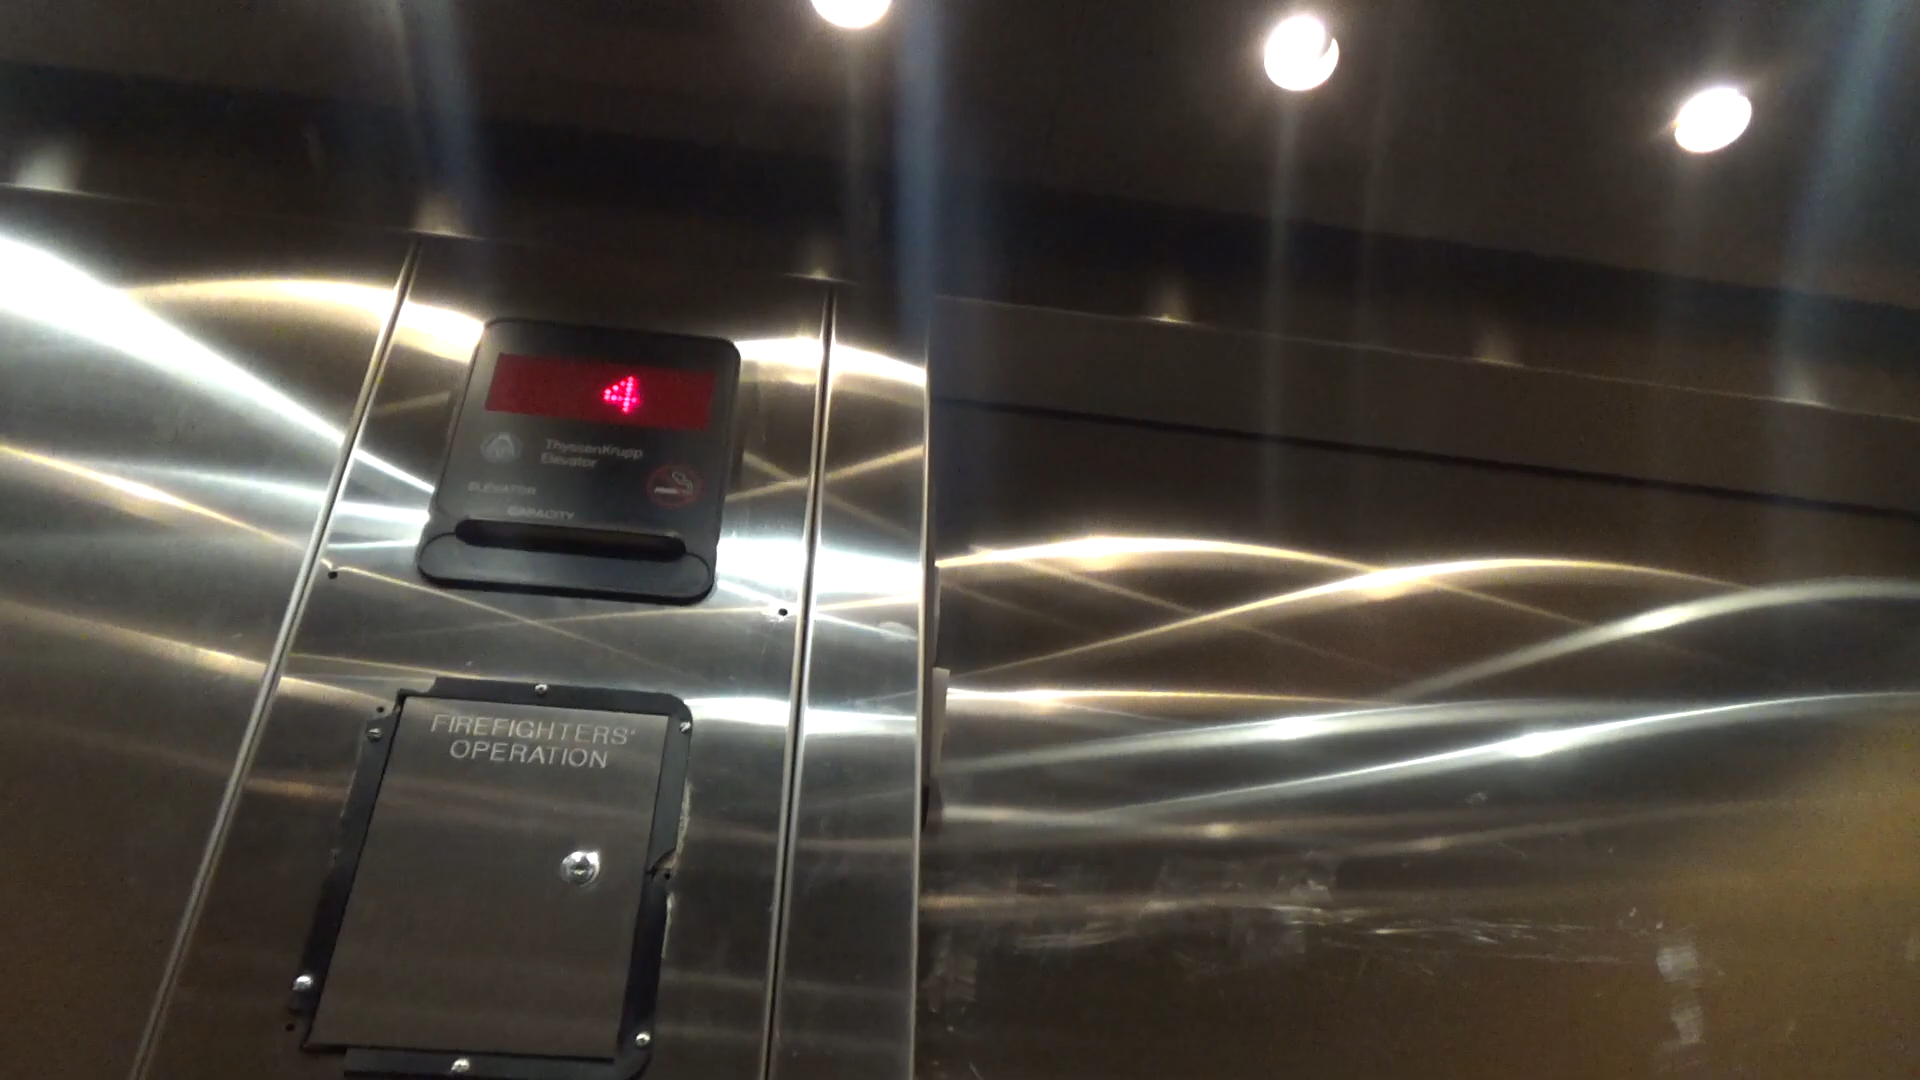 4
ThyssenKrupp
Elevator
ELEVATOR
CAPACITY
FIREFIGHTERS'
OPERATION